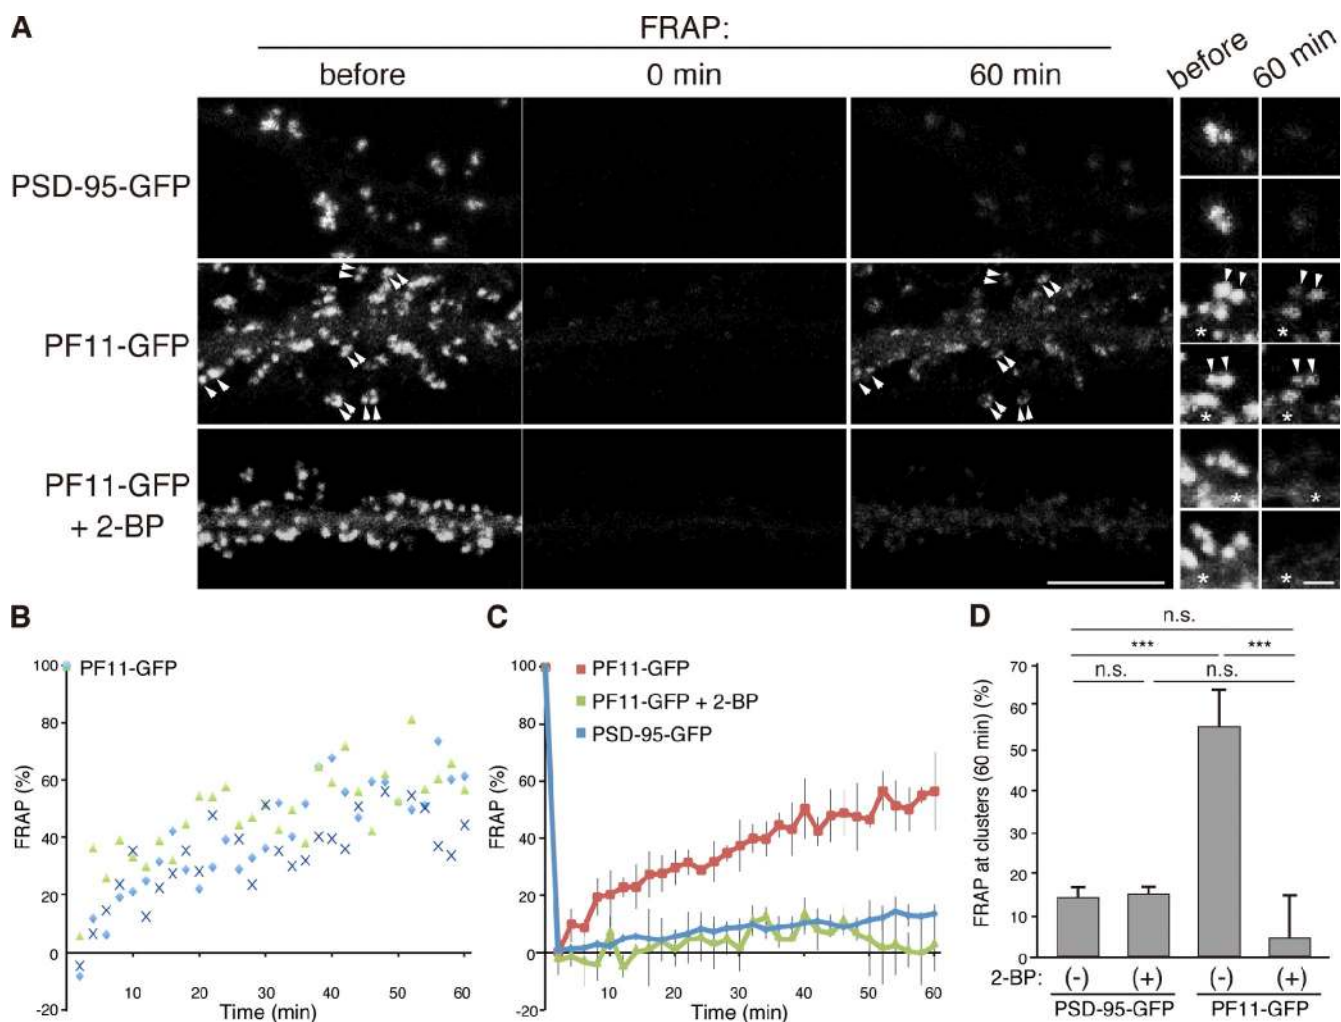 A
FRAP:
before
0 min
60 min
before
60 min
PSD-95-GFP
PF11-GFP
PF11-GFP
+ 2-BP
*
*
*
*
*
*
*
*
B
PF11-GFP
FRAP (%)
100
80
60
40
20
0
-20
10
20
30
40
50
60
Time (min)
C
PF11-GFP
PF11-GFP + 2-BP
PSD-95-GFP
FRAP (%)
100
80
60
40
20
0
-20
10
20
30
40
50
60
Time (min)
D
n.s.
*** ***
n.s. n.s.
FRAP at clusters (60 min) (%)
70
60
50
40
30
20
10
0
2-BP: (-) (+) (-) (+)
PSD-95-GFP PF11-GFP